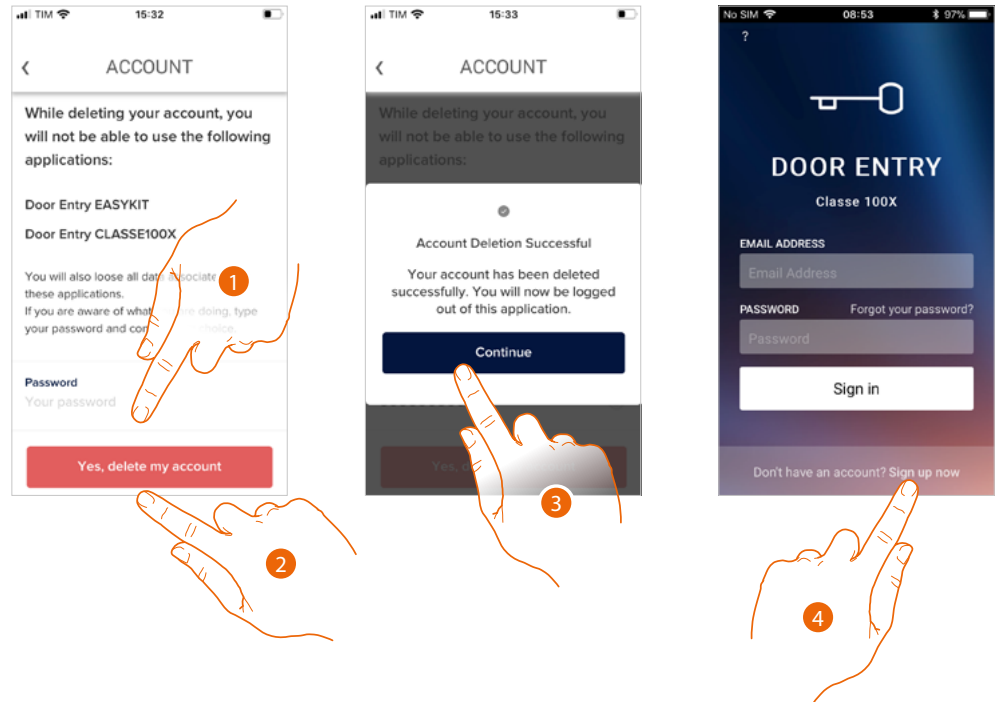 TIM 15:32
ACCOUNT
While deleting your account, you
will not be able to use the following
applications:
Door Entry EASYKIT
Door Entry CLASSE100X
You will also loose all data associate
these applications.
If you are aware of what re doing, type
your password and con choice.
Password
Your password
Yes, delete my account
1
2
TIM 15:33
ACCOUNT
While deleting your account, you
will not be able to use the following
applications:
Account Deletion Successful
Your account has been deleted
successfully. You will now be logged
out of this application.
Continue
Yes, d
3
No SIM 08:53 97%
?
DOOR ENTRY
Classe 100X
EMAIL ADDRESS
Email Address
PASSWORD Forgot your password?
Password
Sign in
Don't have an account? Sign up now
4